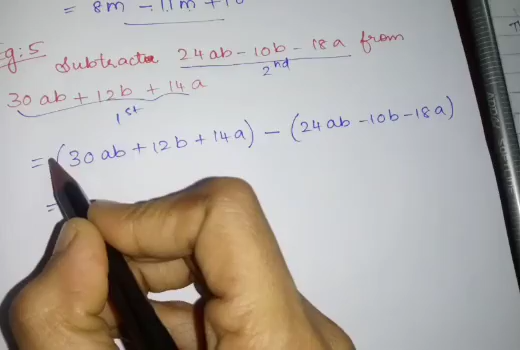 = 8m - 11m + 10
Eg:5 Subtract 24ab - 10b - 18a from
2nd
30ab + 12b + 14a
1st
= (30ab + 12b + 14a) - (24ab - 10b - 18a)
=